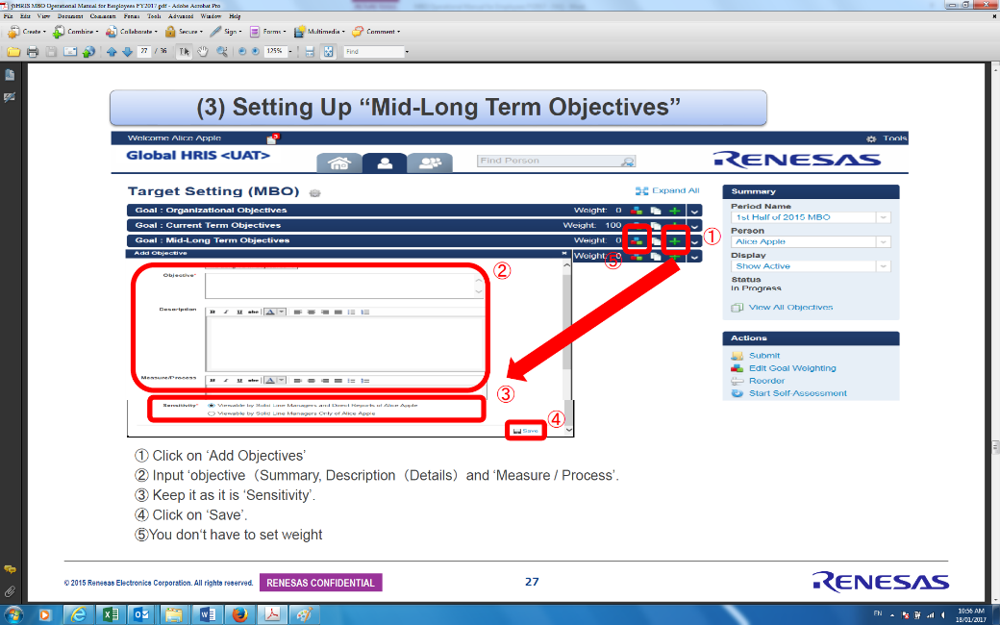 HRIS MBO Operational Manual for Employees FY2017 pdf - Adobe Acrobat Pro
File Edit View Document Comments Forms Tools Advanced Window Help
Create Combine Collaborate Secure Sign Forms Multimedia Comment
27 / 36 125% Find
(3) Setting Up “Mid-Long Term Objectives”
Welcome Alice Apple 3 Tools
Global HRIS <UAT> Find Person RENESAS
Target Setting (MBO) Expand All
Goal : Organizational Objectives Weight: 0
Goal : Current Term Objectives Weight: 100
Goal : Mid-Long Term Objectives Weight: 0 ①
Add Objective Weight: 0 ⑤
Objective* ②
Description
B I U abc A
Measure/Process
B I U abc A
③
Sensitivity* Viewable by Solid Line Managers and Direct Reports of Alice Apple
Viewable by Solid Line Managers Only of Alice Apple
④
Save
Summary
Period Name
1st Half of 2015 MBO
Person
Alice Apple
Display
Show Active
Status
In Progress
View All Objectives
Actions
Submit
Edit Goal Weighting
Reorder
Start Self-Assessment
① Click on ‘Add Objectives’
② Input ‘objective（Summary, Description（Details）and ‘Measure / Process’.
③ Keep it as it is ‘Sensitivity’.
④ Click on ‘Save’.
⑤You don’t have to set weight
© 2015 Renesas Electronics Corporation. All rights reserved. RENESAS CONFIDENTIAL 27 RENESAS
EN 10:56 AM
18/01/2017